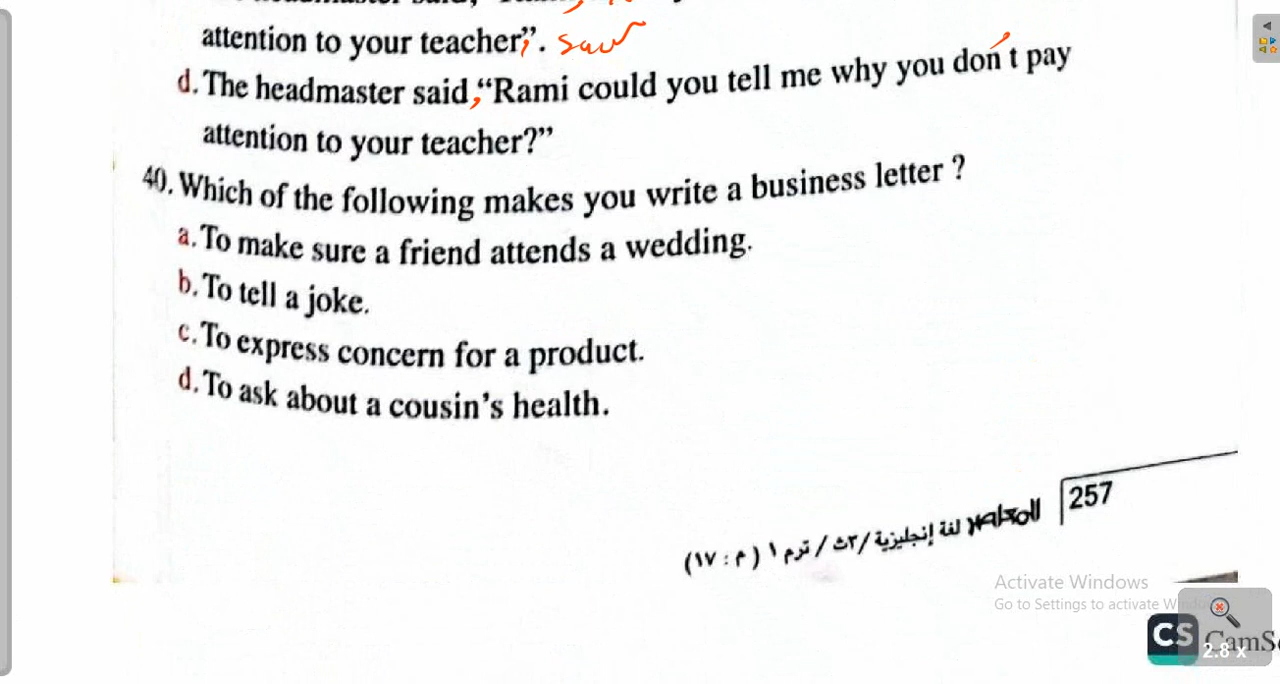 attention to your teacher”.
d. The headmaster said, “Rami could you tell me why you don't pay
attention to your teacher?”
40. Which of the following makes you write a business letter ?
a. To make sure a friend attends a wedding.
b. To tell a joke.
c. To express concern for a product.
d. To ask about a cousin's health.
257
المعاصر لغة إنجليزية /٣ث / ترم ١ (م : ١٧)
Activate Windows
Go to Settings to activate
CS CamSc
2.8 x